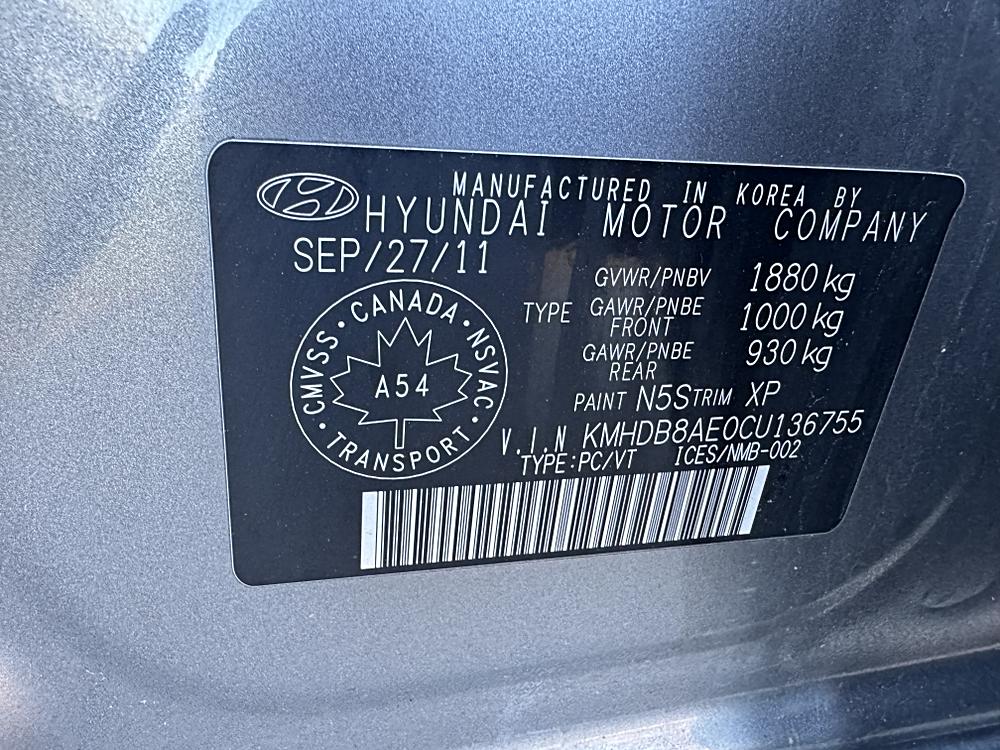 MANUFACTURED IN KOREA BY
HYUNDAI MOTOR COMPANY
SEP/27/11
GVWR/PNBV 1880 kg
TYPE GAWR/PNBE FRONT 1000 kg
GAWR/PNBE REAR 930 kg
PAINT N5S TRIM XP
V.I.N KMHDB8AE0CU136755
TYPE:PC/VT ICES/NMB-002
CMVSS • CANADA • NSVAC • TRANSPORT •
A54